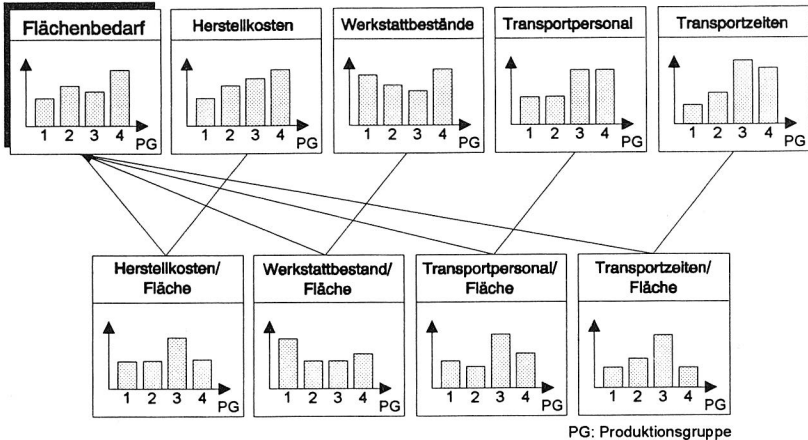 Flächenbedarf
Herstellkosten
Werkstattbestände
Transportpersonal
Transportzeiten
1 2 3 4
PG
1 2 3 4
PG
1 2 3 4
PG
1 2 3 4
PG
1 2 3 4
PG
Herstellkosten/
Fläche
Werkstattbestand/
Fläche
Transportpersonal/
Fläche
Transportzeiten/
Fläche
1 2 3 4
PG
1 2 3 4
PG
1 2 3 4
PG
1 2 3 4
PG
PG: Produktionsgruppe